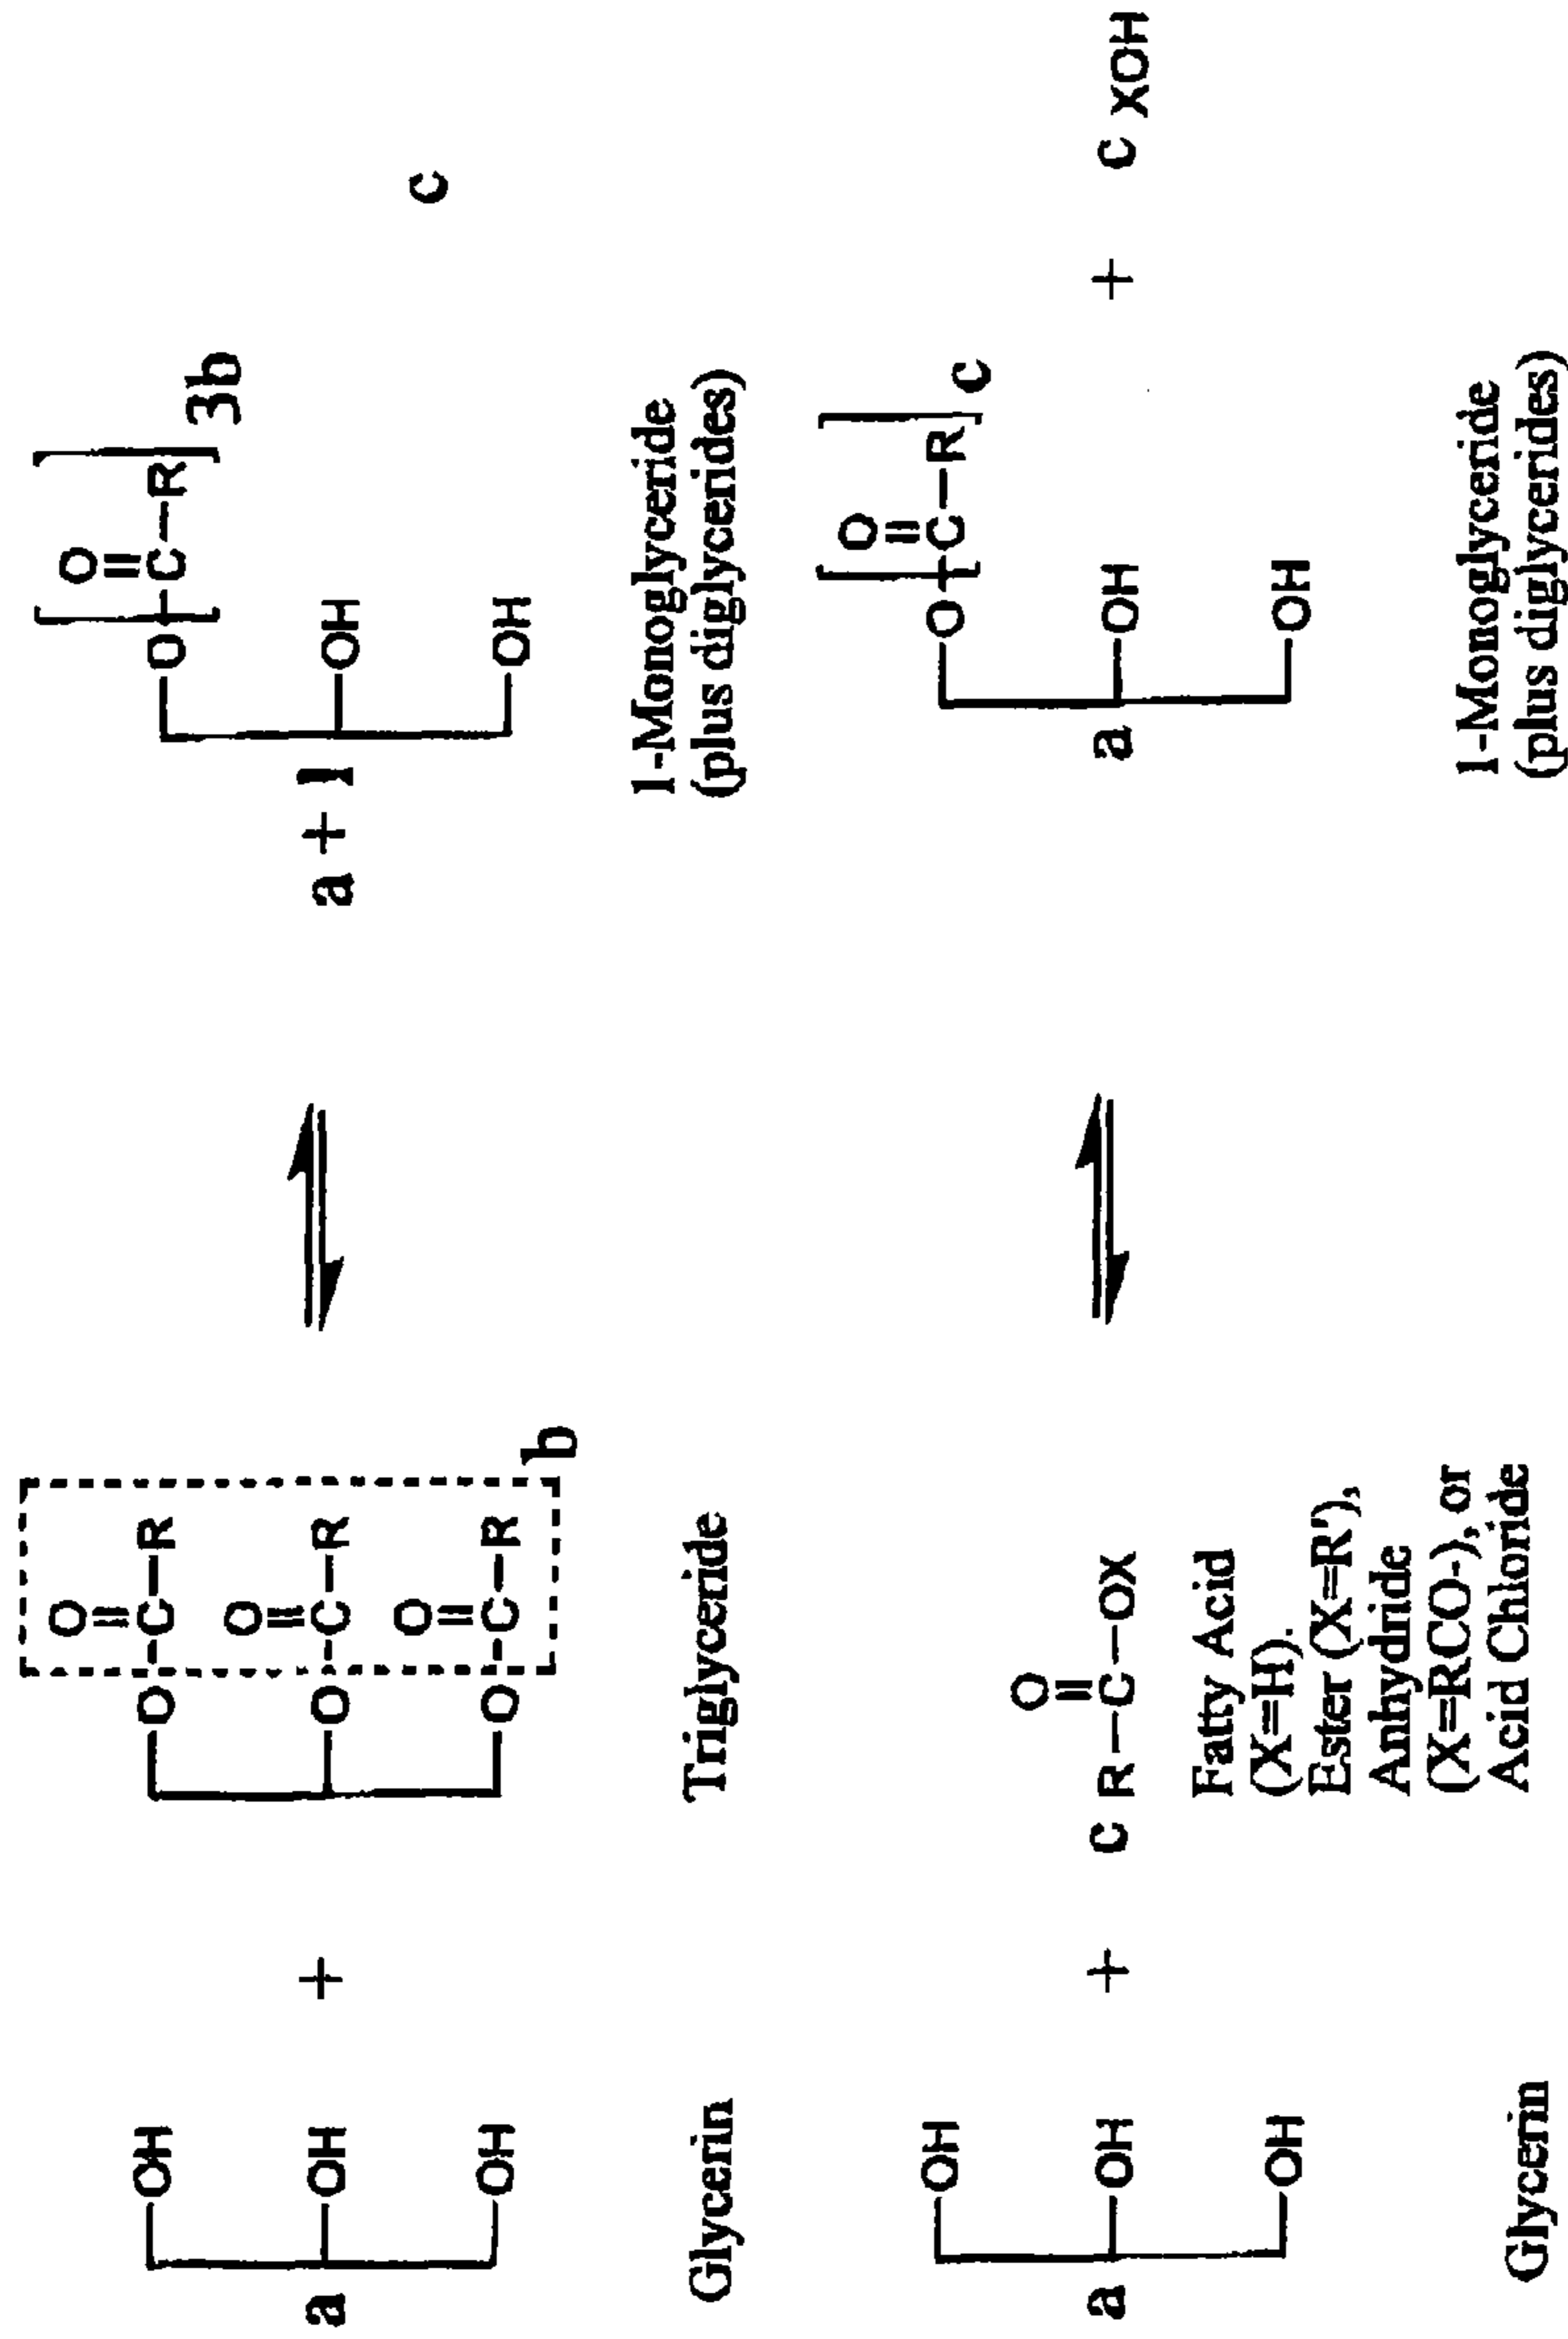 OH
a OH
OH
Glycerin
+
O
O–C–R
O
O–C–R
O
O–C–R
b
Triglyceride
a + 1
O
O C–R
3b
OH
OH
1-Monoglyceride
(plus diglycerides)
c
OH
a OH
OH
Glycerin
+
O
c R–C–OX
Fatty Acid
(X=H).
Ester (X=R'),
Anhydride
(X=RCO-), or
Acid Chloride
a
O
O C–R
c
OH
OH
1-Monoglyceride
(plus diglycerides)
+
c XOH